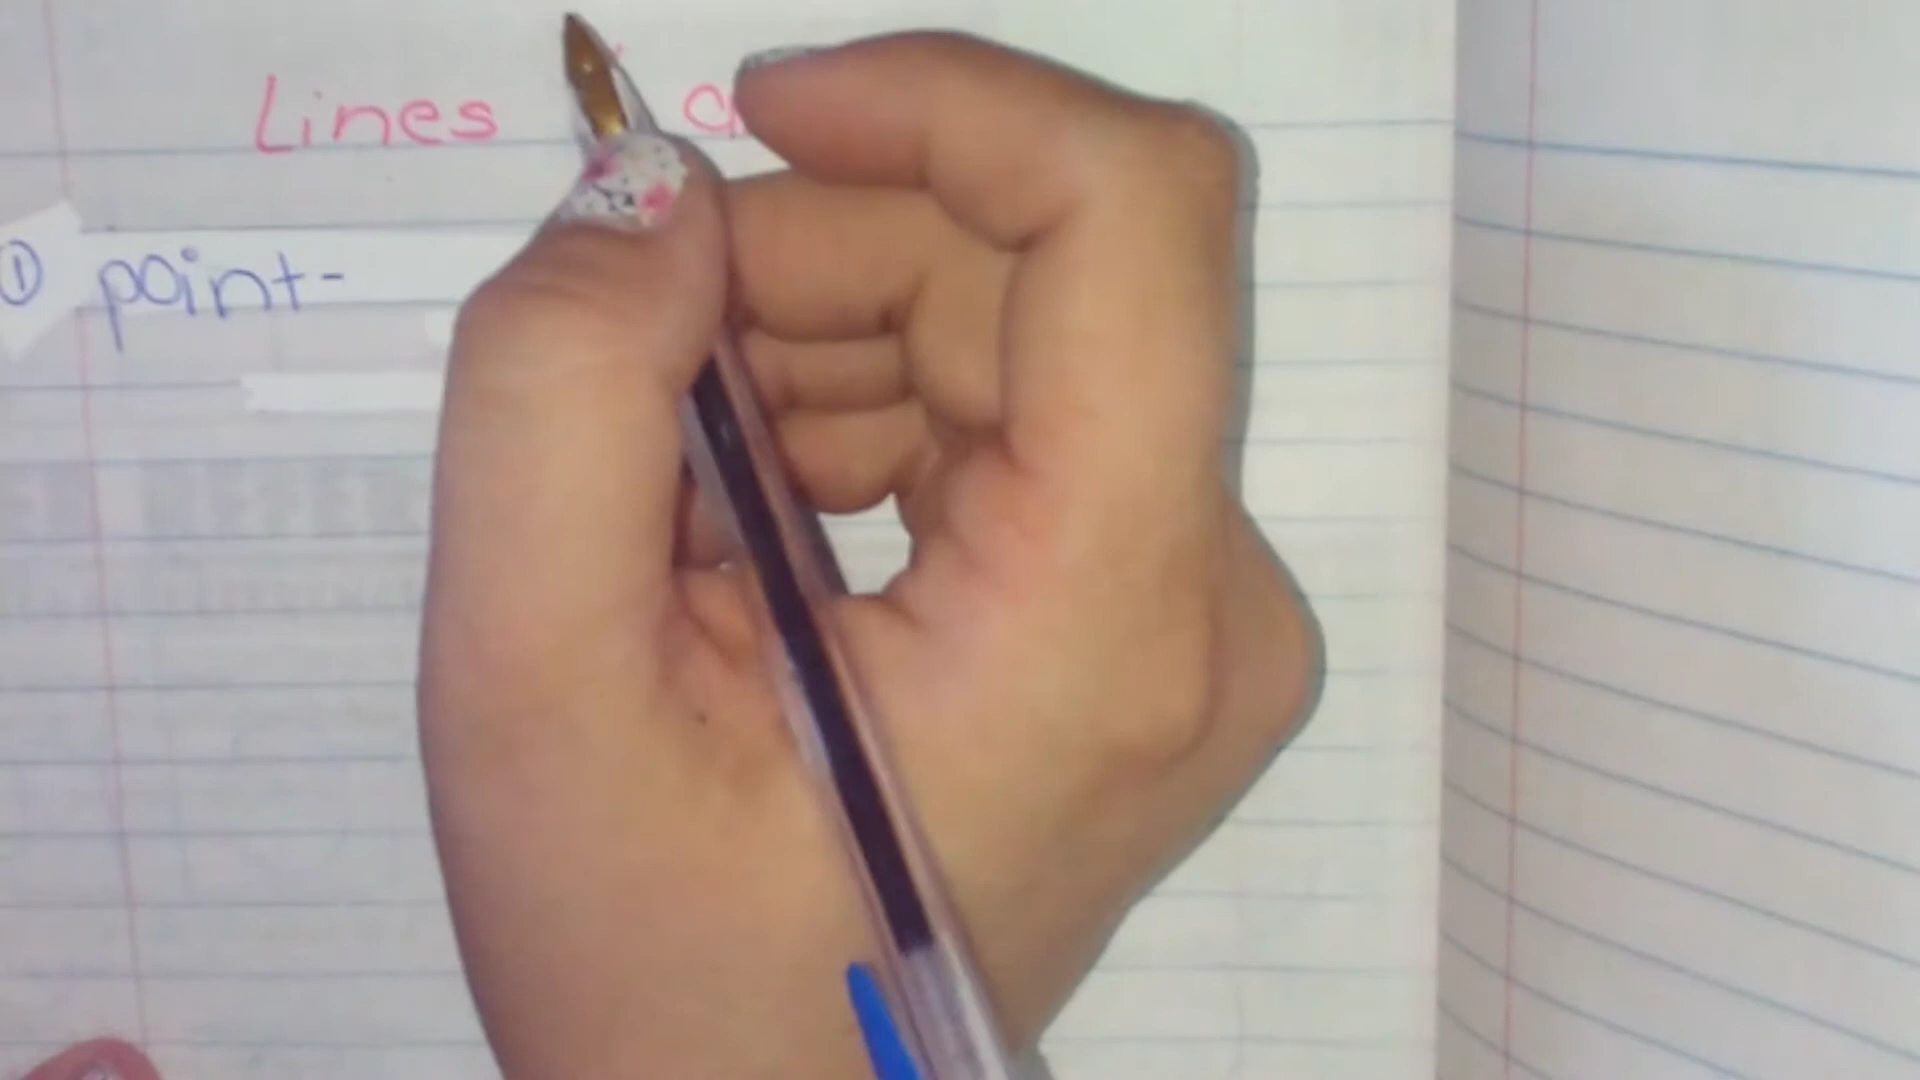 Lines
① point-